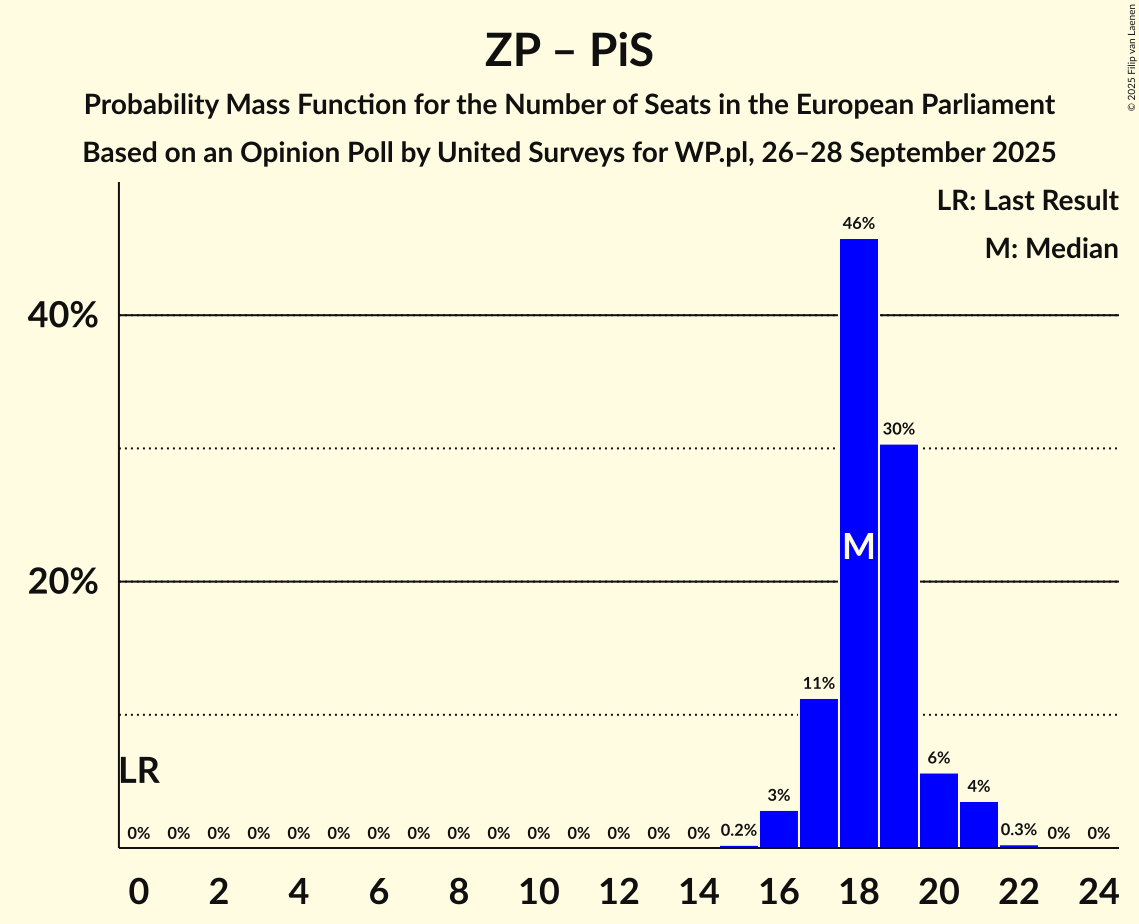 ZP – PiS
Probability Mass Function for the Number of Seats in the European Parliament
Based on an Opinion Poll by United Surveys for WP.pl, 26–28 September 2025
© 2025 Filip van Laenen
LR: Last Result
M: Median
46%
40%
30%
M
20%
11%
LR
6%
4%
3%
0% 0% 0% 0% 0% 0% 0% 0% 0% 0% 0% 0% 0% 0% 0% 0.2% 0.3% 0% 0%
0 2 4 6 8 10 12 14 16 18 20 22 24